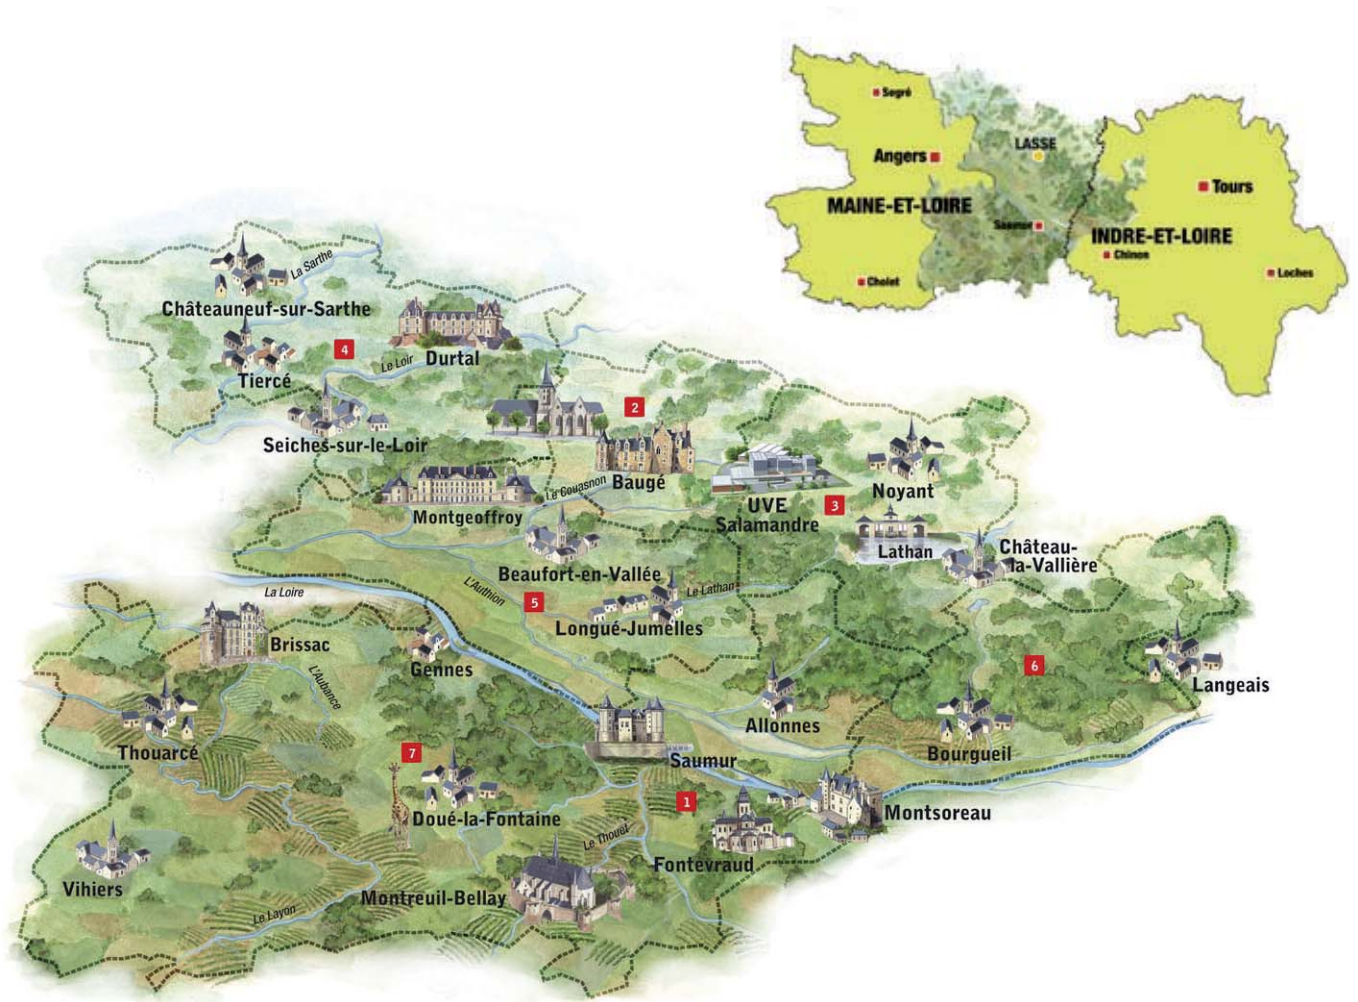 Segré
Angers
LASSE
MAINE-ET-LOIRE
Tours
Saumur
INDRE-ET-LOIRE
Chinon
Loches
Cholet
La Sarthe
Châteauneuf-sur-Sarthe
4
Tiercé
Le Loir
Durtal
2
Seiches-sur-le-Loir
Baugé
Le Couasnon
Montgeoffroy
UVE
Salamandre
3
Noyant
Lathan
Château-
la-Vallière
Beaufort-en-Vallée
La Loire
L'Authion
5
Le Lathan
Longué-Jumelles
Brissac
Gennes
L'Aubance
6
Langeais
Thouarcé
Allonnes
Bourgueil
7
Saumur
1
Doué-la-Fontaine
Montsoreau
Le Thouet
Fontevraud
Vihiers
Montreuil-Bellay
Le Layon